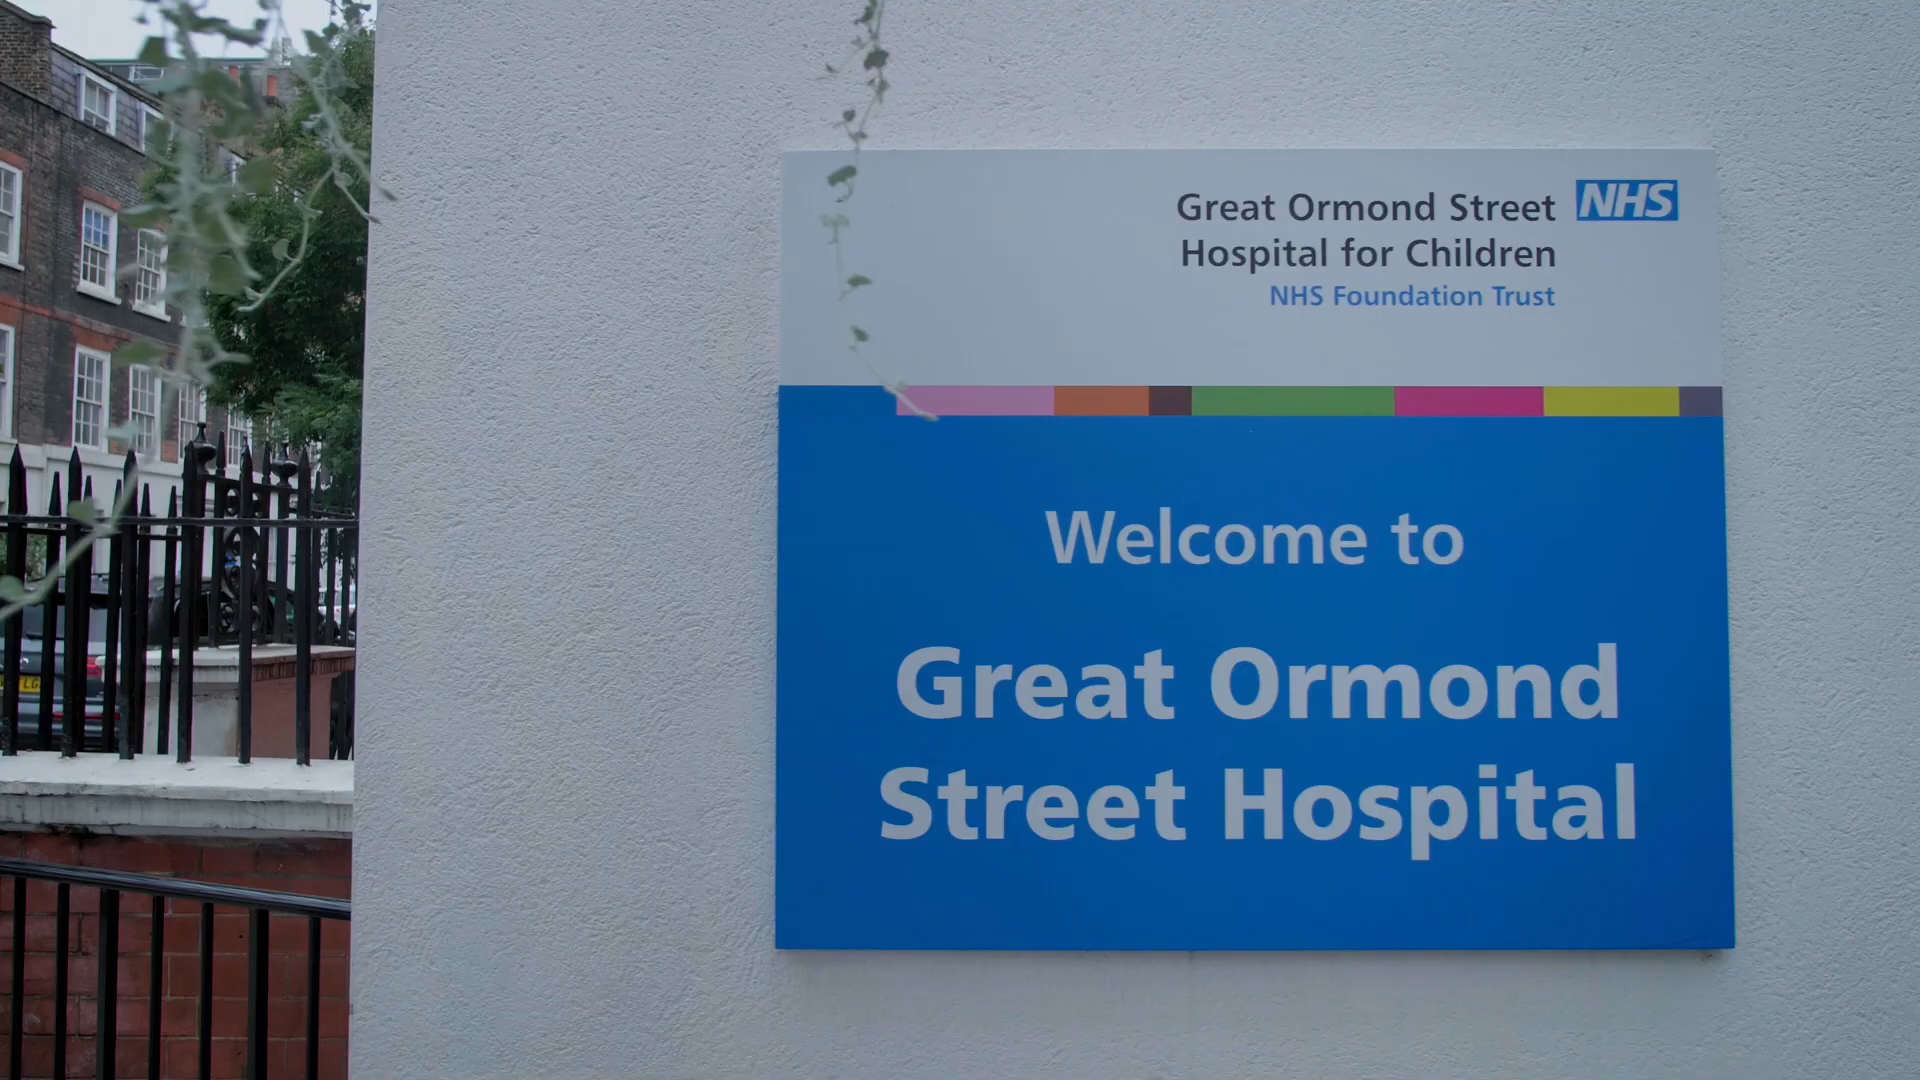 Great Ormond Street NHS
Hospital for Children
NHS Foundation Trust
Welcome to
Great Ormond
Street Hospital